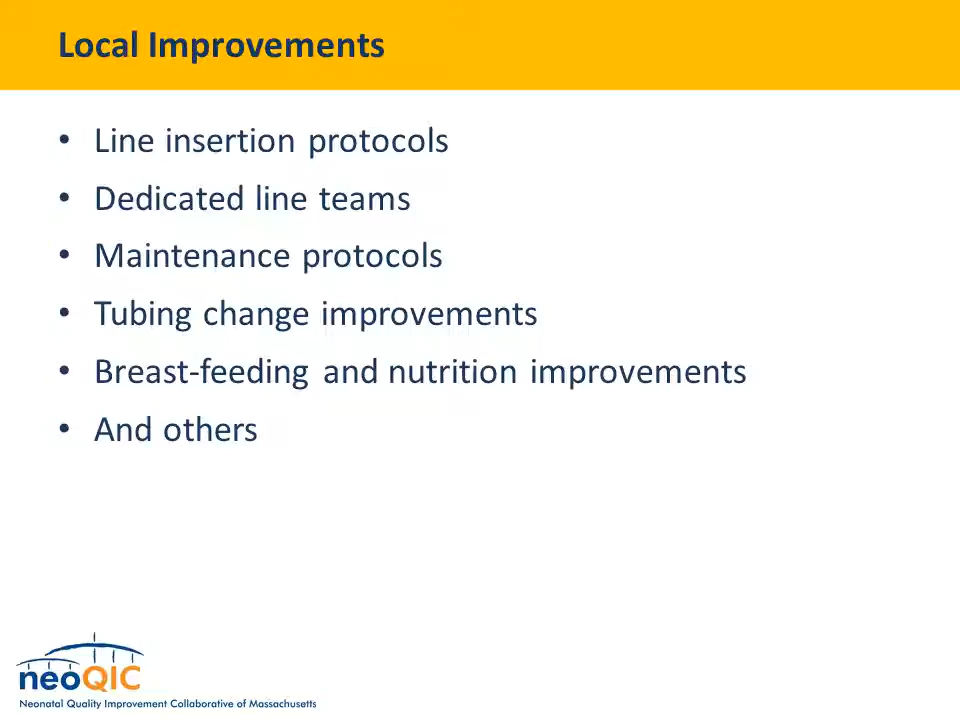 Local Improvements
• Line insertion protocols
• Dedicated line teams
• Maintenance protocols
• Tubing change improvements
• Breast-feeding and nutrition improvements
• And others
neoQIC
Neonatal Quality Improvement Collaborative of Massachusetts